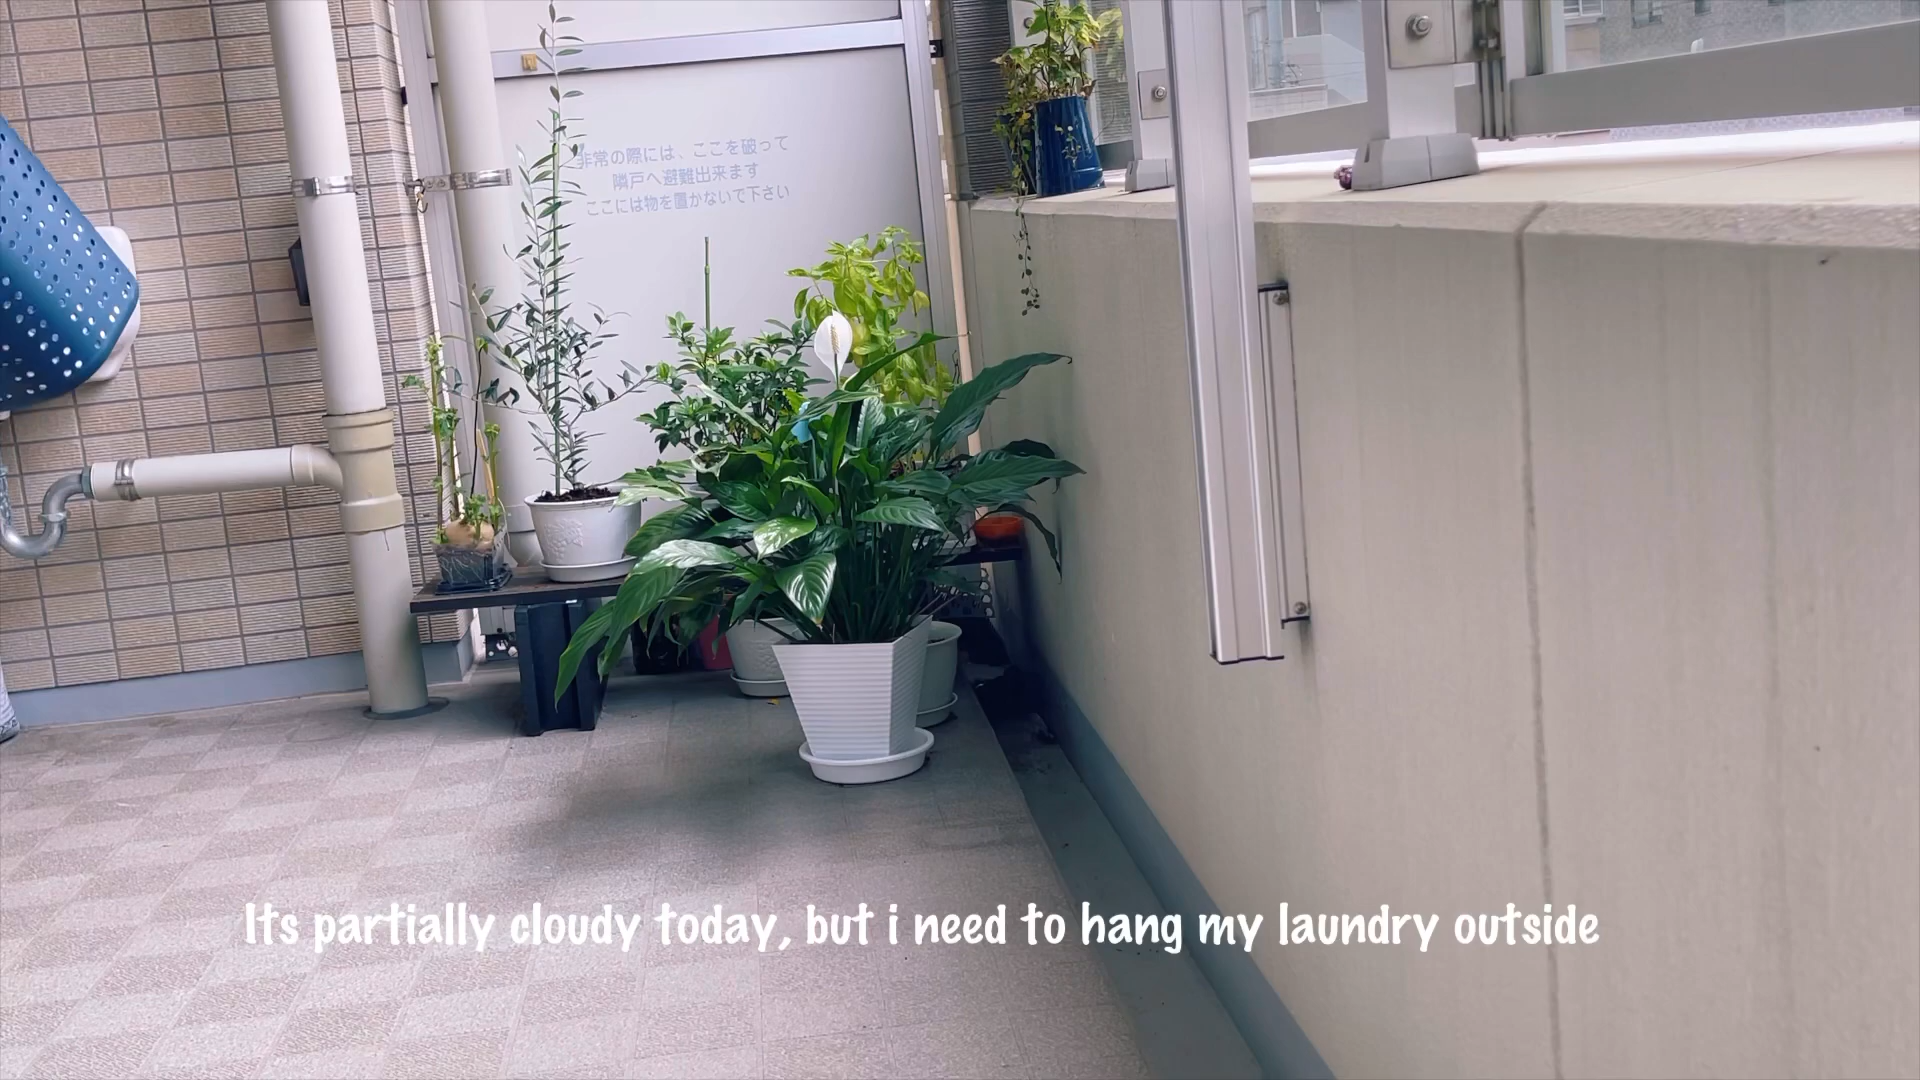 非常の際には、ここを破って
隣戸へ避難出来ます
ここには物を置かないで下さい
Its partially cloudy today, but i need to hang my laundry outside